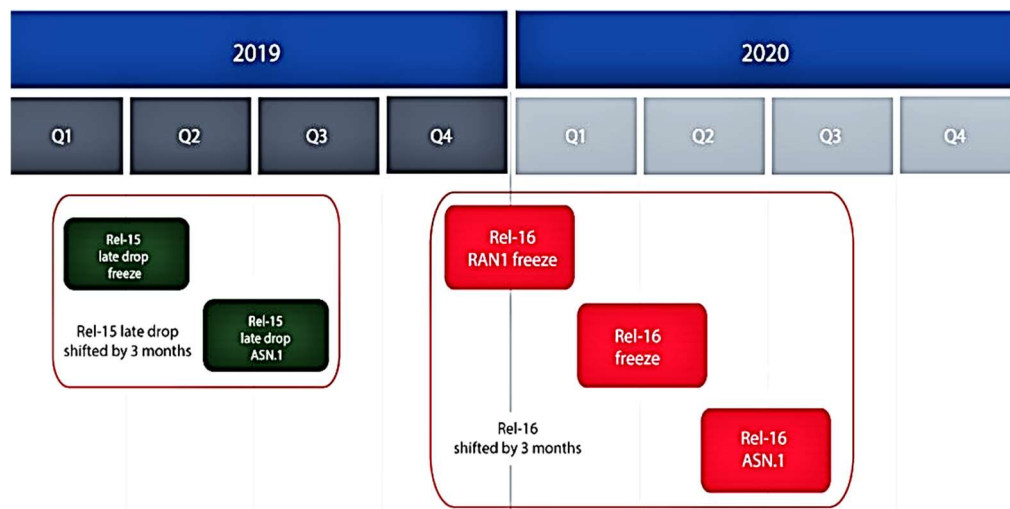 2019
2020
Q1
Q2
Q3
Q4
Q1
Q2
Q3
Q4
Rel-15
late drop
freeze
Rel-15 late drop
shifted by 3 months
Rel-15
late drop
ASN.1
Rel-16
RAN1 freeze
Rel-16
freeze
Rel-16
shifted by 3 months
Rel-16
ASN.1